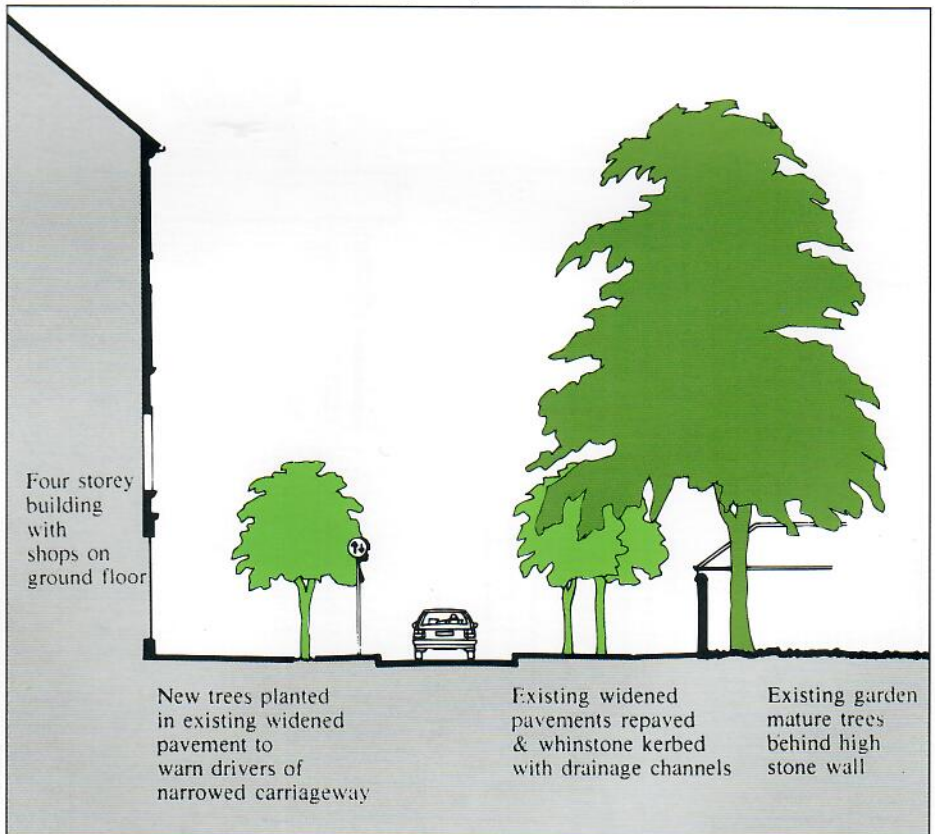 Four storey
building
with
shops on
ground floor
New trees planted
in existing widened
pavement to
warn drivers of
narrowed carriageway
Existing widened
pavements repaved
& whinstone kerbed
with drainage channels
Existing garden
mature trees
behind high
stone wall